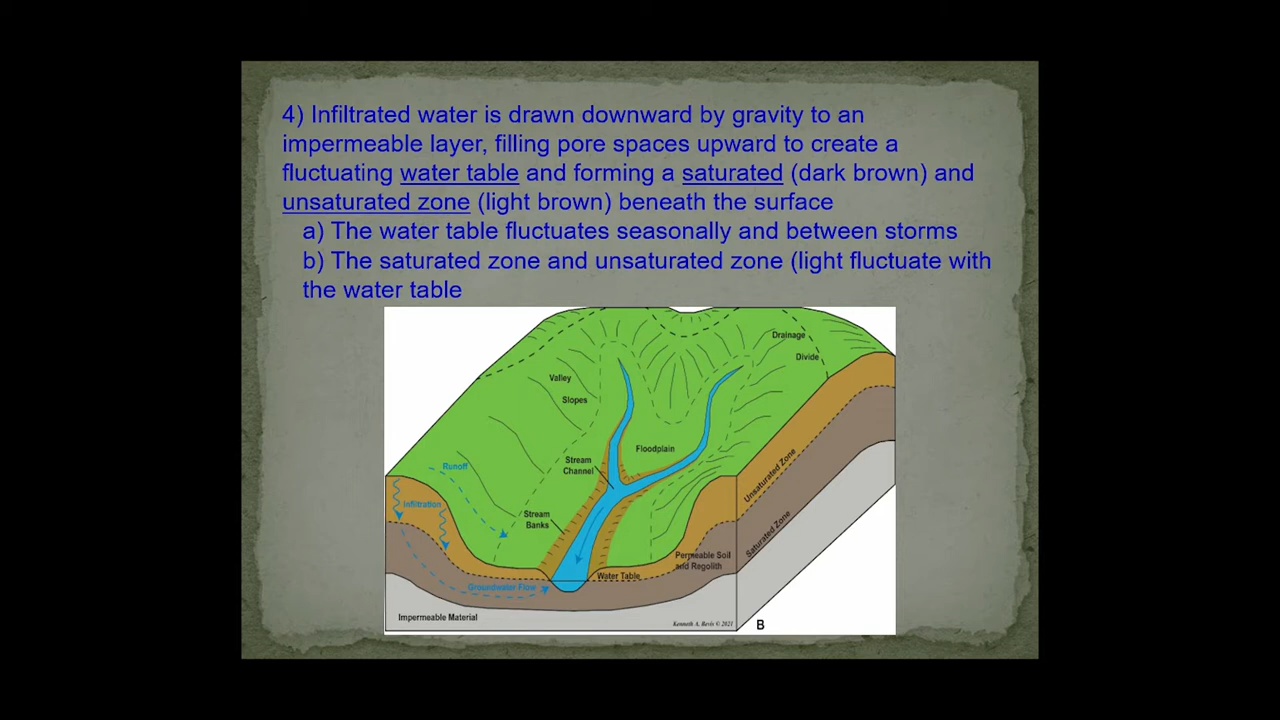 4) Infiltrated water is drawn downward by gravity to an
impermeable layer, filling pore spaces upward to create a
fluctuating water table and forming a saturated (dark brown) and
unsaturated zone (light brown) beneath the surface
a) The water table fluctuates seasonally and between storms
b) The saturated zone and unsaturated zone (light fluctuate with
the water table
Drainage
Divide
Valley
Slopes
Floodplain
Stream
Channel
Runoff
Infiltration
Stream
Banks
Unsaturated Zone
Saturated Zone
Permeable Soil
and Regolith
Water Table
Groundwater Flow
Impermeable Material
Kenneth A. Bevis © 2021
B